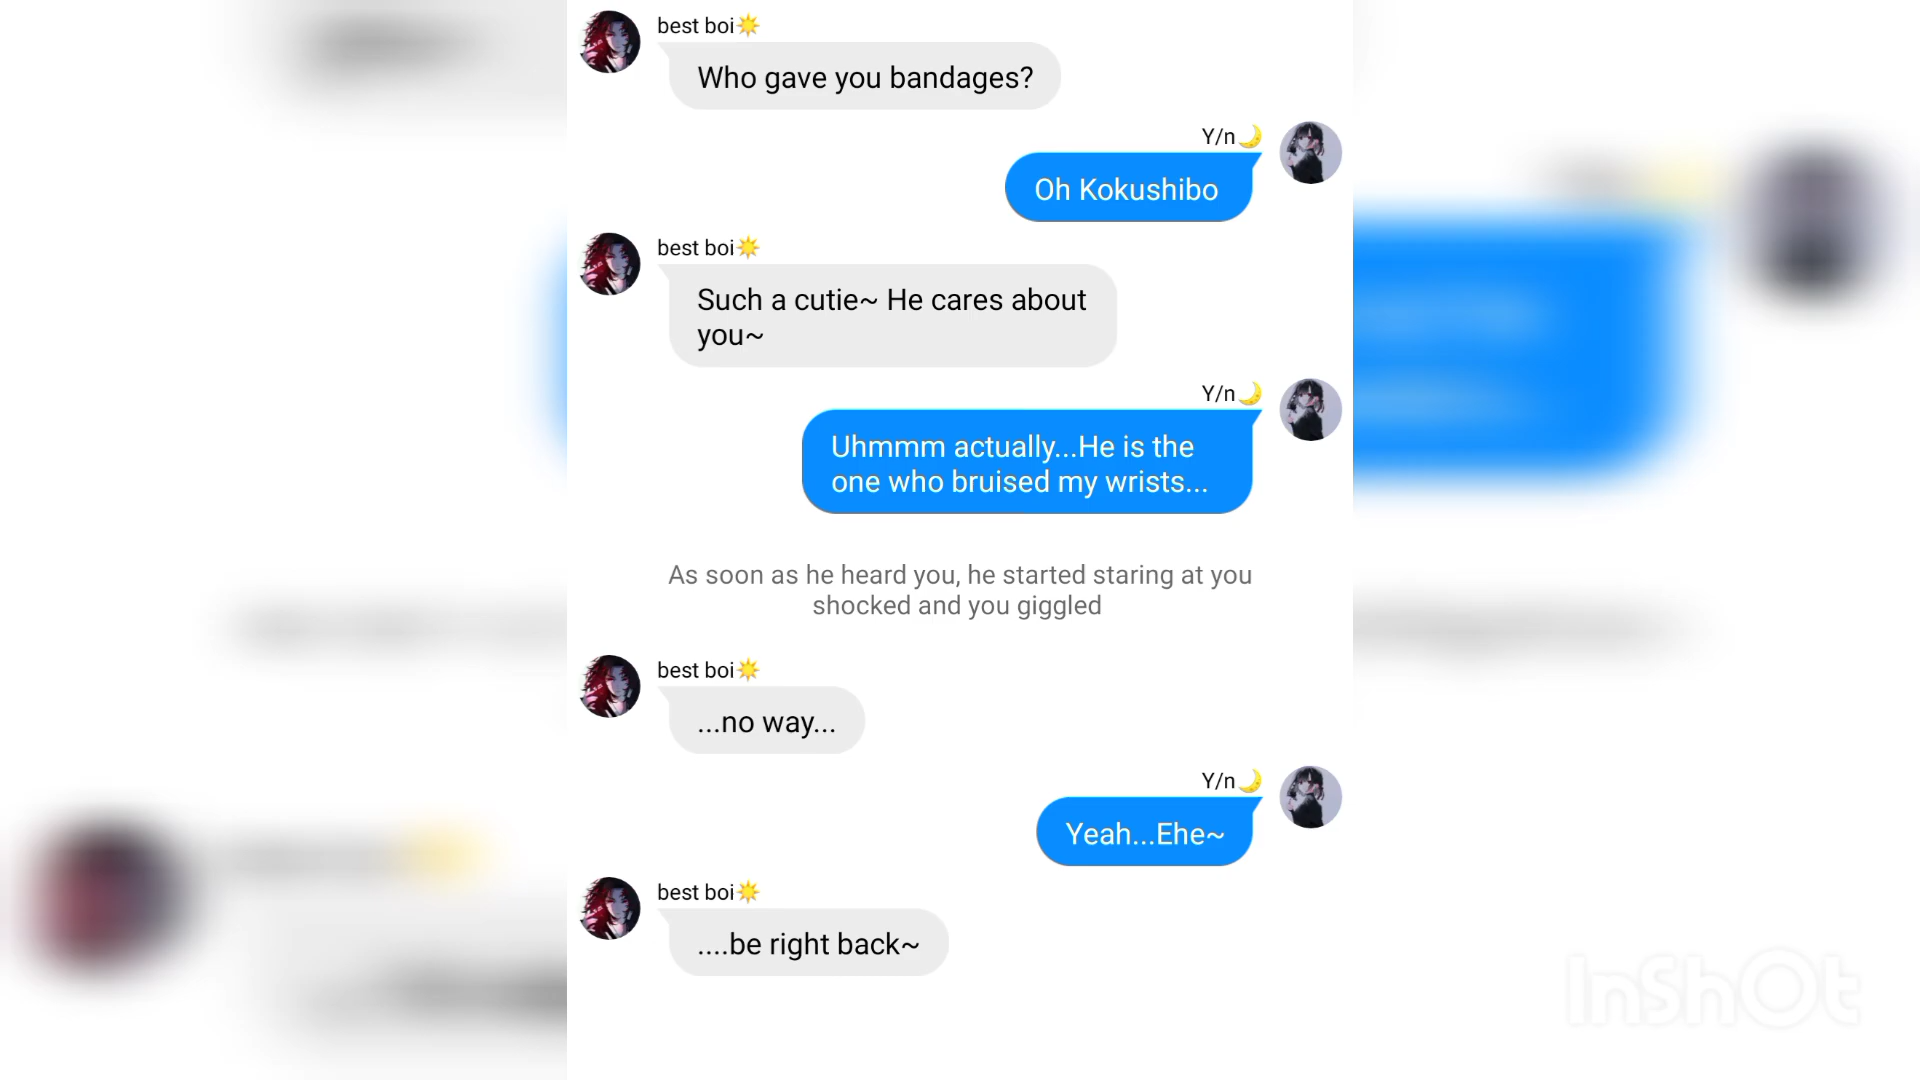 best boi☀️
Who gave you bandages?
Y/n🌙
Oh Kokushibo
best boi☀️
Such a cutie~ He cares about
you~
Y/n🌙
Uhmmm actually...He is the
one who bruised my wrists...
As soon as he heard you, he started staring at you
shocked and you giggled
best boi☀️
...no way...
Y/n🌙
Yeah...Ehe~
best boi☀️
....be right back~
InShOt